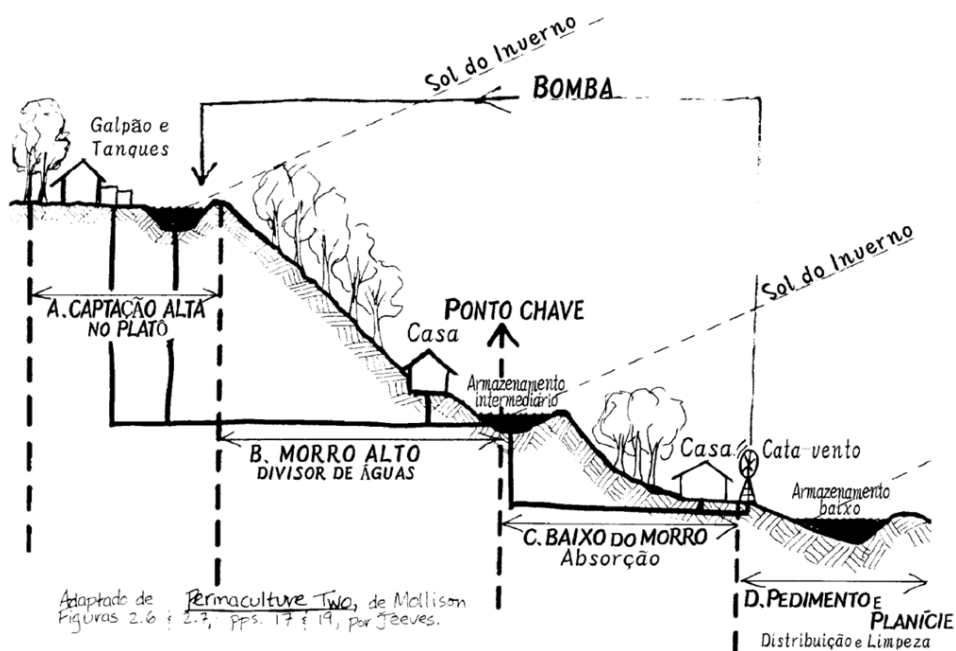 Sol do Inverno
BOMBA
Galpão e
Tanques
Sol do Inverno
A. CAPTAÇÃO ALTA
NO PLATÔ
PONTO CHAVE
Casa
Armazenamento
intermediário
B. MORRO ALTO
DIVISOR DE ÁGUAS
Casa
Cata-vento
Armazenamento
baixo
C. BAIXO DO MORRO
Absorção
D. PEDIMENTO E
PLANÍCIE
Distribuição e Limpeza
Adaptado de Permaculture Two, de Mollison
Figuras 2.6 & 2.7, pps. 17 & 19, por Jeeves.